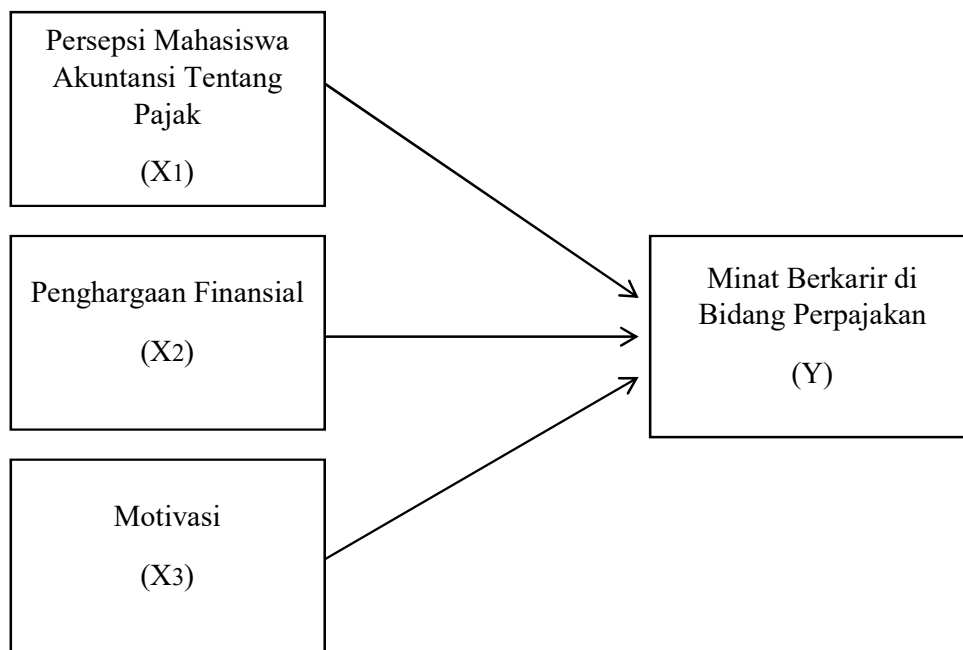 Persepsi Mahasiswa
Akuntansi Tentang
Pajak
(X1)
Penghargaan Finansial
(X2)
Motivasi
(X3)
Minat Berkarir di
Bidang Perpajakan
(Y)